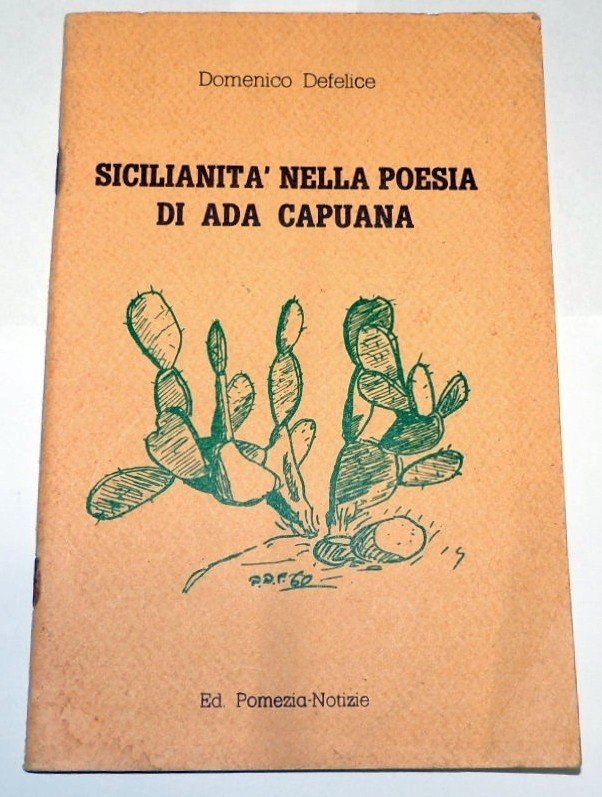 Domenico Defelice
SICILIANITA' NELLA POESIA
DI ADA CAPUANA
Ed. Pomezia-Notizie